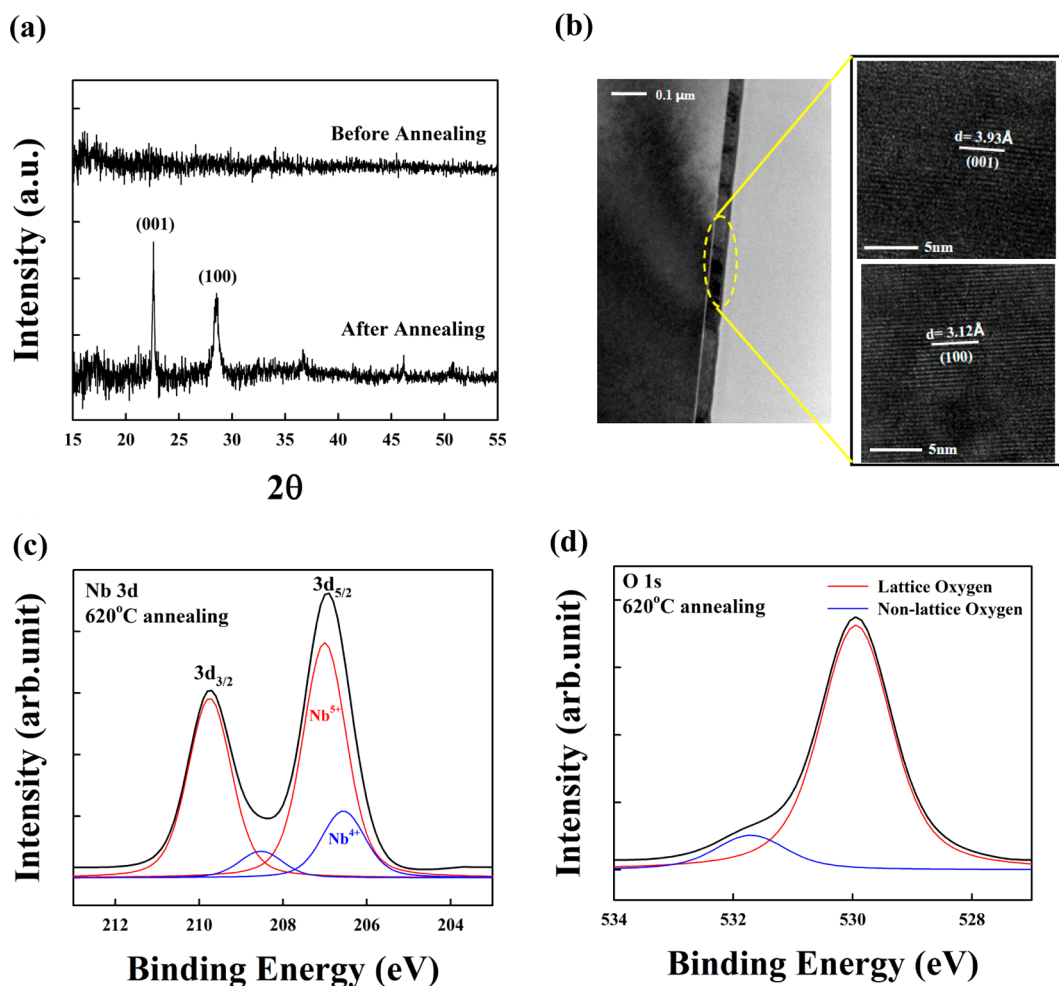 (a)
Intensity (a.u.)
Before Annealing
(001)
(100)
After Annealing
15 20 25 30 35 40 45 50 55
2θ
(b)
0.1 μm
d= 3.93Å
(001)
5nm
d= 3.12Å
(100)
5nm
(c)
Intensity (arb.unit)
Nb 3d
620°C annealing
3d5/2
3d3/2
Nb5+
Nb4+
212 210 208 206 204
Binding Energy (eV)
(d)
Intensity (arb.unit)
O 1s
620°C annealing
Lattice Oxygen
Non-lattice Oxygen
534 532 530 528
Binding Energy (eV)